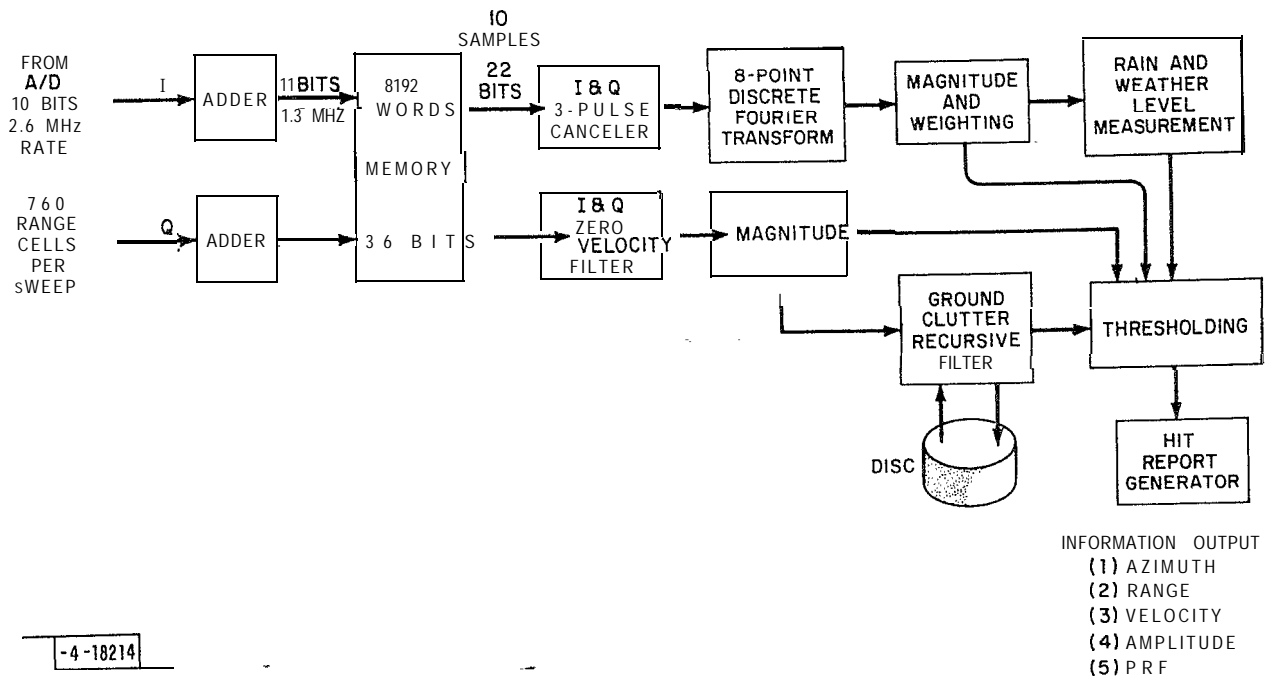 FROM
A/D
10 BITS
2.6 MHz
RATE
760
RANGE
CELLS
PER
sWEEP
I
Q
ADDER
ADDER
11 BITS
1.3 MHZ
8192
WORDS
MEMORY
36 BITS
10
SAMPLES
22
BITS
I & Q
3-PULSE
CANCELER
I & Q
ZERO
VELOCITY
FILTER
8-POINT
DISCRETE
FOURIER
TRANSFORM
MAGNITUDE
MAGNITUDE
AND
WEIGHTING
RAIN AND
WEATHER
LEVEL
MEASUREMENT
GROUND
CLUTTER
RECURSIVE
FILTER
THRESHOLDING
DISC
HIT
REPORT
GENERATOR
INFORMATION OUTPUT
(1) AZIMUTH
(2) RANGE
(3) VELOCITY
(4) AMPLITUDE
(5) PRF
-4-18214